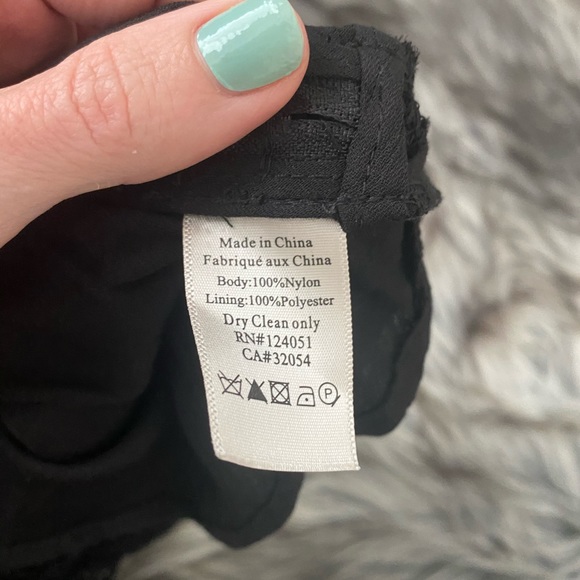 Made in China
Fabriqué aux China
Body:100%Nylon
Lining:100%Polyester
Dry Clean only
RN#124051
CA#32054
P